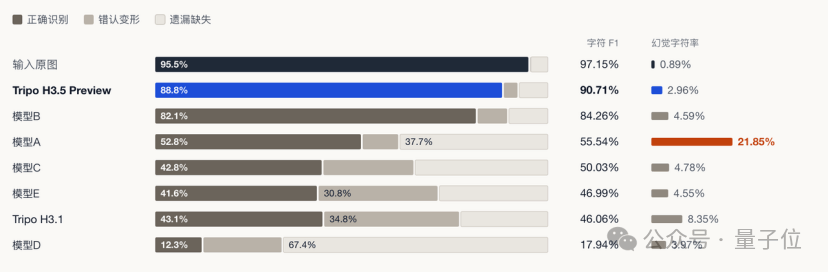 正确识别 错认变形 遗漏缺失
字符 F1 幻觉字符率
输入原图 95.5% 97.15% 0.89%
Tripo H3.5 Preview 88.8% 90.71% 2.96%
模型B 82.1% 84.26% 4.59%
模型A 52.8% 37.7% 55.54% 21.85%
模型C 42.8% 50.03% 4.78%
模型E 41.6% 30.8% 46.99% 4.55%
Tripo H3.1 43.1% 34.8% 46.06% 8.35%
模型D 12.3% 67.4% 17.94% 3.97%
公众号·量子位